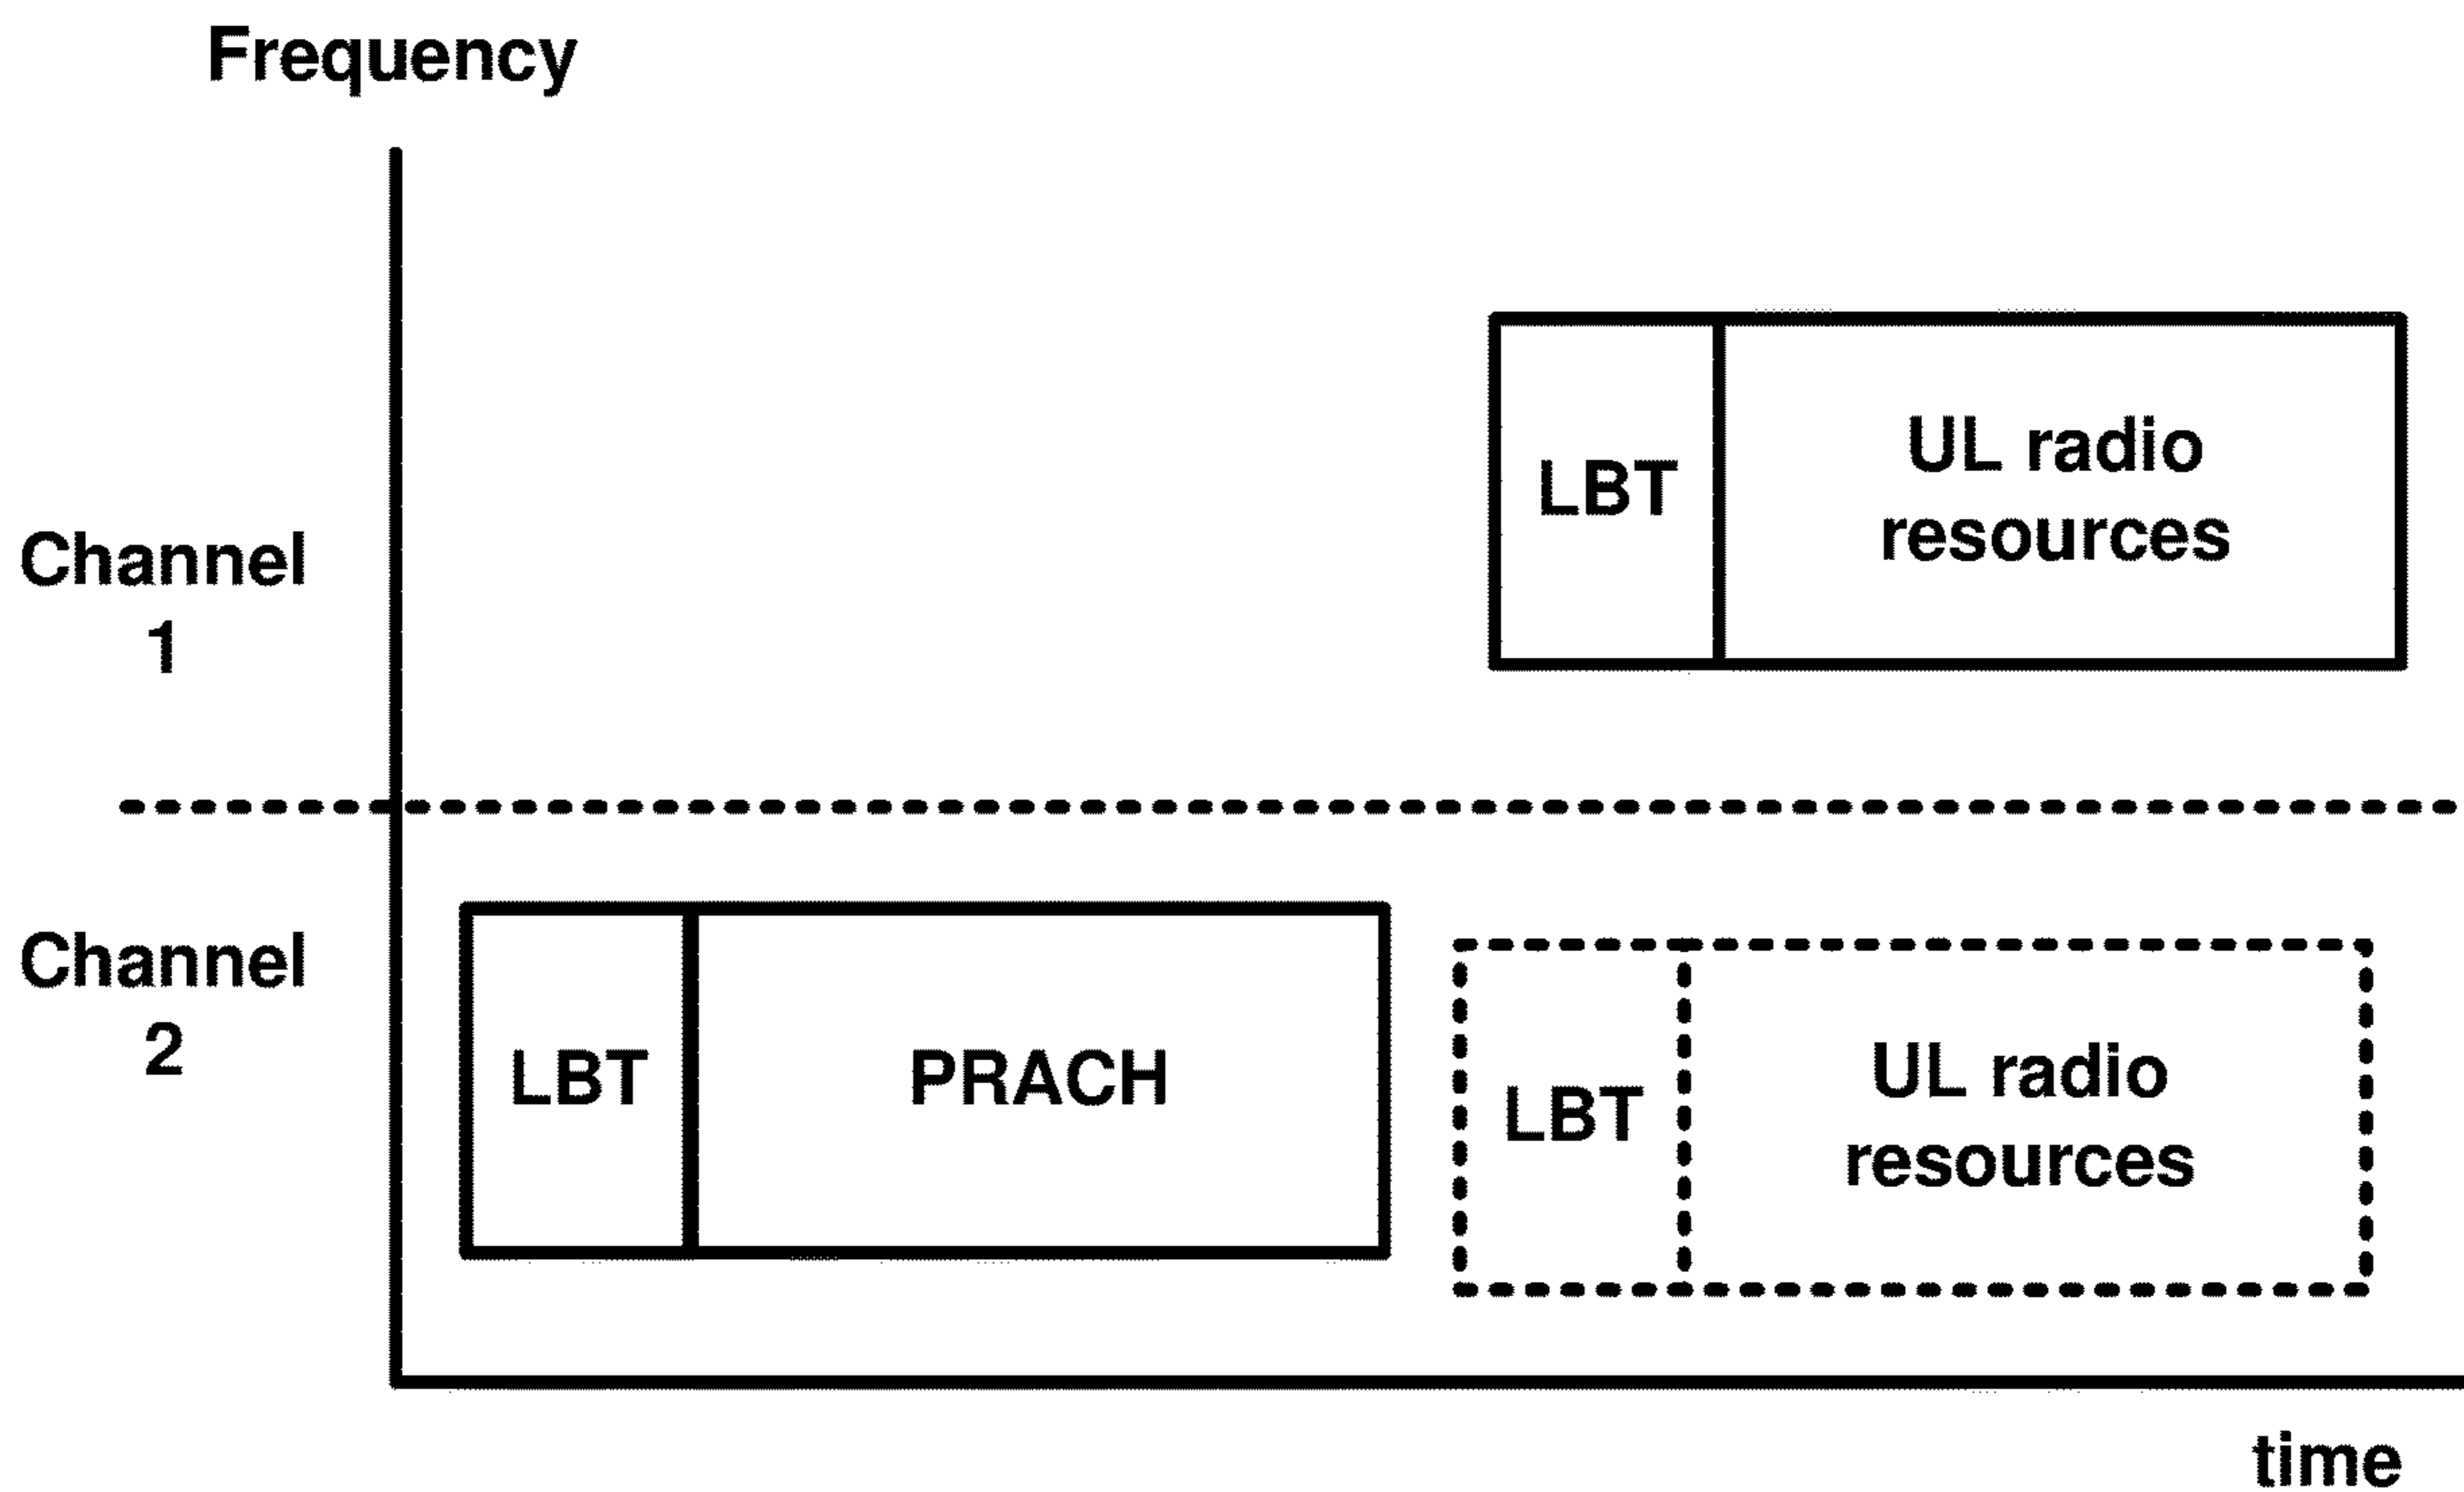 Frequency
Channel
1
LBT
UL radio
resources
Channel
2
LBT
PRACH
LBT
UL radio
resources
time